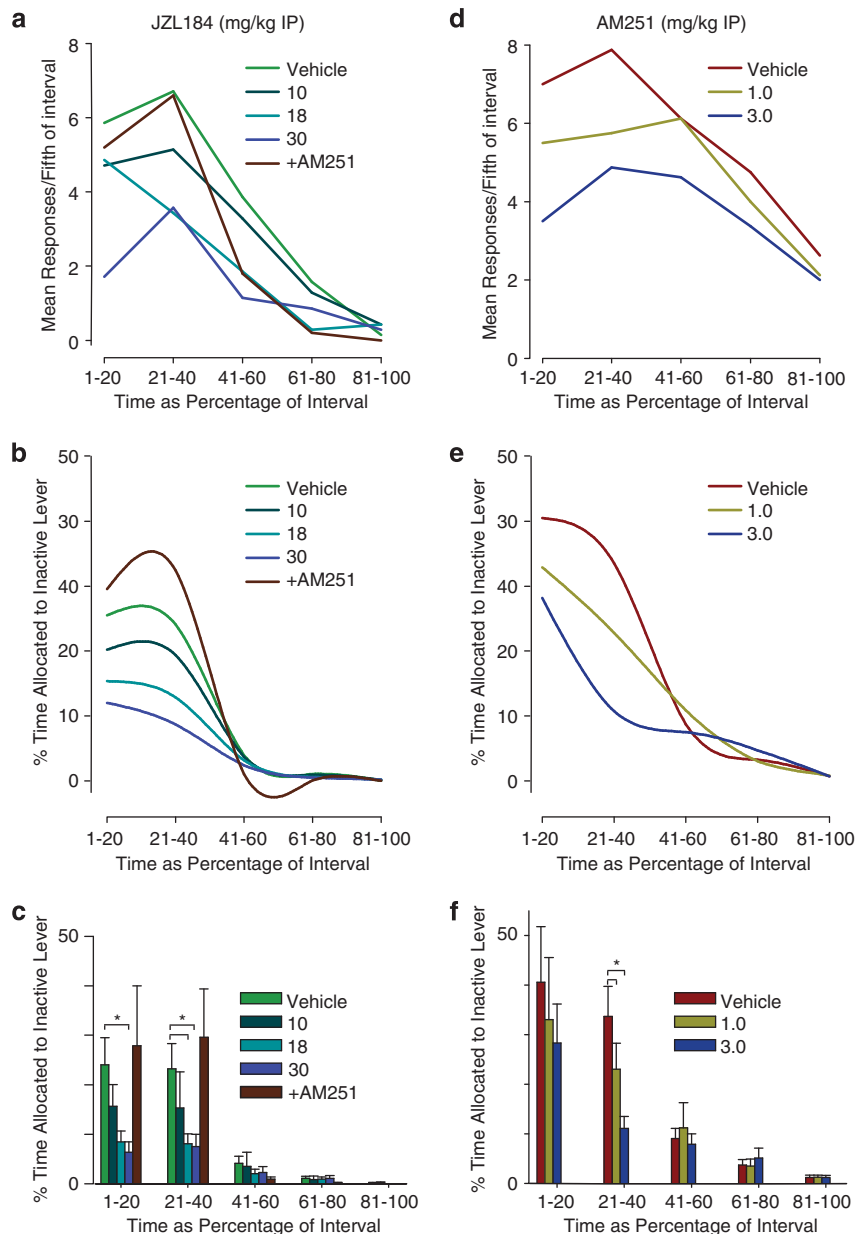 a
JZL184 (mg/kg IP)
8
6
4
2
0
Mean Responses/Fifth of interval
Vehicle
10
18
30
+AM251
1-20 21-40 41-60 61-80 81-100
Time as Percentage of Interval
d
AM251 (mg/kg IP)
8
6
4
2
0
Mean Responses/Fifth of interval
Vehicle
1.0
3.0
1-20 21-40 41-60 61-80 81-100
Time as Percentage of Interval
b
50
30
40
20
10
0
% Time Allocated to Inactive Lever
Vehicle
10
18
30
+AM251
1-20 21-40 41-60 61-80 81-100
Time as Percentage of Interval
e
50
30
40
20
10
0
% Time Allocated to Inactive Lever
Vehicle
1.0
3.0
1-20 21-40 41-60 61-80 81-100
Time as Percentage of Interval
c
50
0
% Time Allocated to Inactive Lever
*
*
Vehicle
10
18
30
+AM251
1-20 21-40 41-60 61-80 81-100
Time as Percentage of Interval
f
50
0
% Time Allocated to Inactive Lever
*
Vehicle
1.0
3.0
1-20 21-40 41-60 61-80 81-100
Time as Percentage of Interval